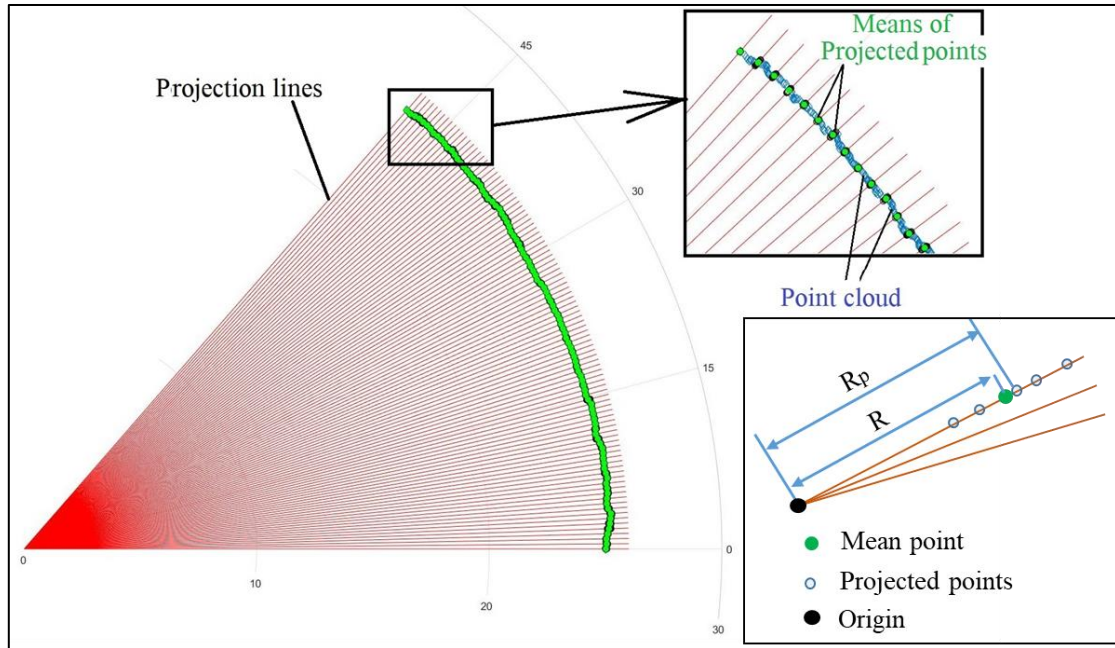 Means of
Projected points
45
Projection lines
30
Point cloud
15
Rp
R
0
0
10
20
30
Mean point
Projected points
Origin